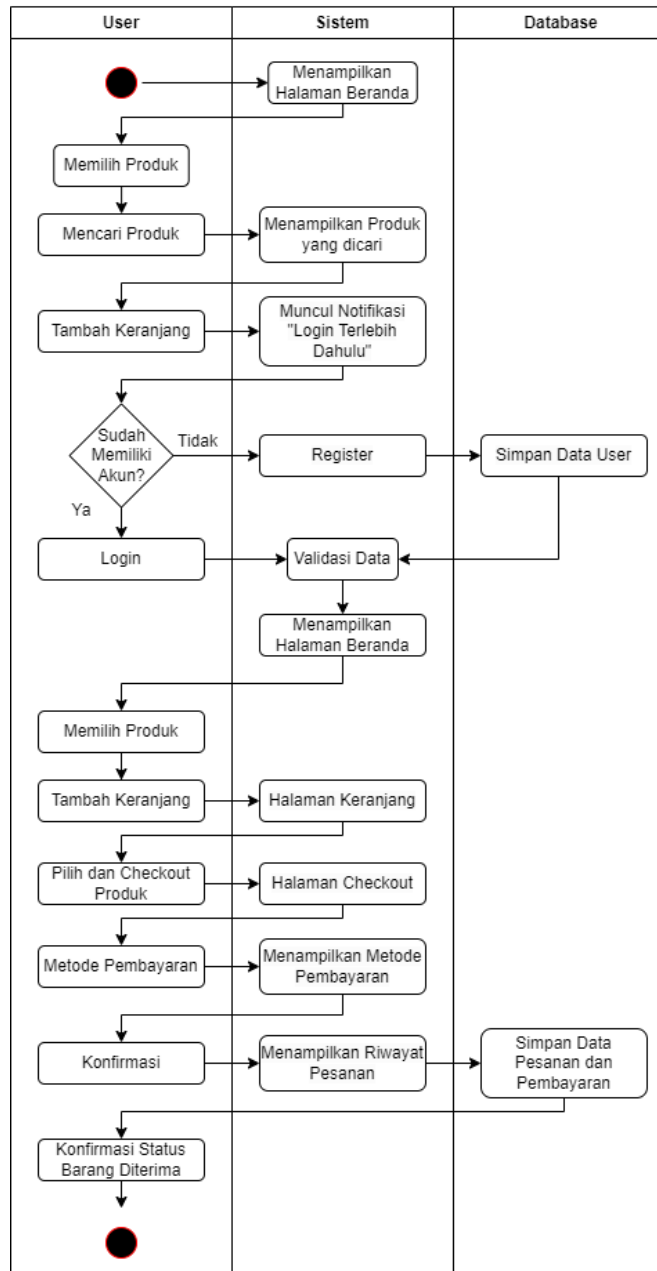 User
Sistem
Database
Menampilkan
Halaman Beranda
Memilih Produk
Mencari Produk
Menampilkan Produk
yang dicari
Tambah Keranjang
Muncul Notifikasi
"Login Terlebih
Dahulu"
Sudah
Memiliki
Akun?
Tidak
Register
Simpan Data User
Ya
Login
Validasi Data
Menampilkan
Halaman Beranda
Memilih Produk
Tambah Keranjang
Halaman Keranjang
Pilih dan Checkout
Produk
Halaman Checkout
Metode Pembayaran
Menampilkan Metode
Pembayaran
Konfirmasi
Menampilkan Riwayat
Pesanan
Simpan Data
Pesanan dan
Pembayaran
Konfirmasi Status
Barang Diterima